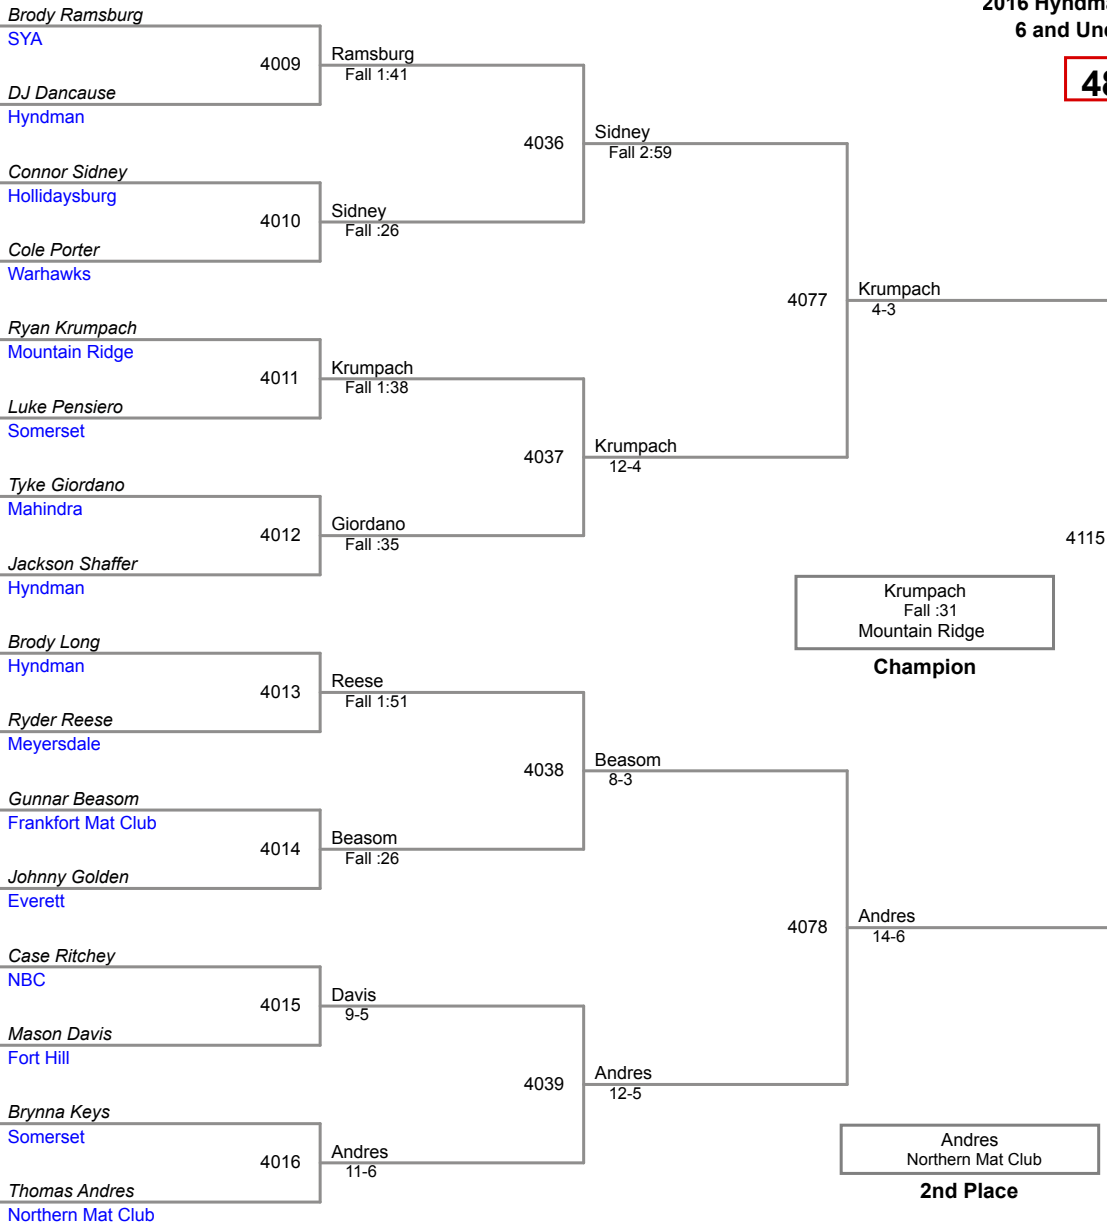 2016 Hyndma
6 and Und
48
Brody Ramsburg
SYA
4009
Ramsburg
Fall 1:41
DJ Dancause
Hyndman
4036
Sidney
Fall 2:59
Connor Sidney
Hollidaysburg
4010
Sidney
Fall :26
Cole Porter
Warhawks
4077
Krumpach
4-3
Ryan Krumpach
Mountain Ridge
4011
Krumpach
Fall 1:38
Luke Pensiero
Somerset
4037
Krumpach
12-4
Tyke Giordano
Mahindra
4012
Giordano
Fall :35
Jackson Shaffer
Hyndman
4115
Krumpach
Fall :31
Mountain Ridge
Champion
Brody Long
Hyndman
4013
Reese
Fall 1:51
Ryder Reese
Meyersdale
4038
Beasom
8-3
Gunnar Beasom
Frankfort Mat Club
4014
Beasom
Fall :26
Johnny Golden
Everett
4078
Andres
14-6
Case Ritchey
NBC
4015
Davis
9-5
Mason Davis
Fort Hill
4039
Andres
12-5
Brynna Keys
Somerset
4016
Andres
11-6
Thomas Andres
Northern Mat Club
Andres
Northern Mat Club
2nd Place